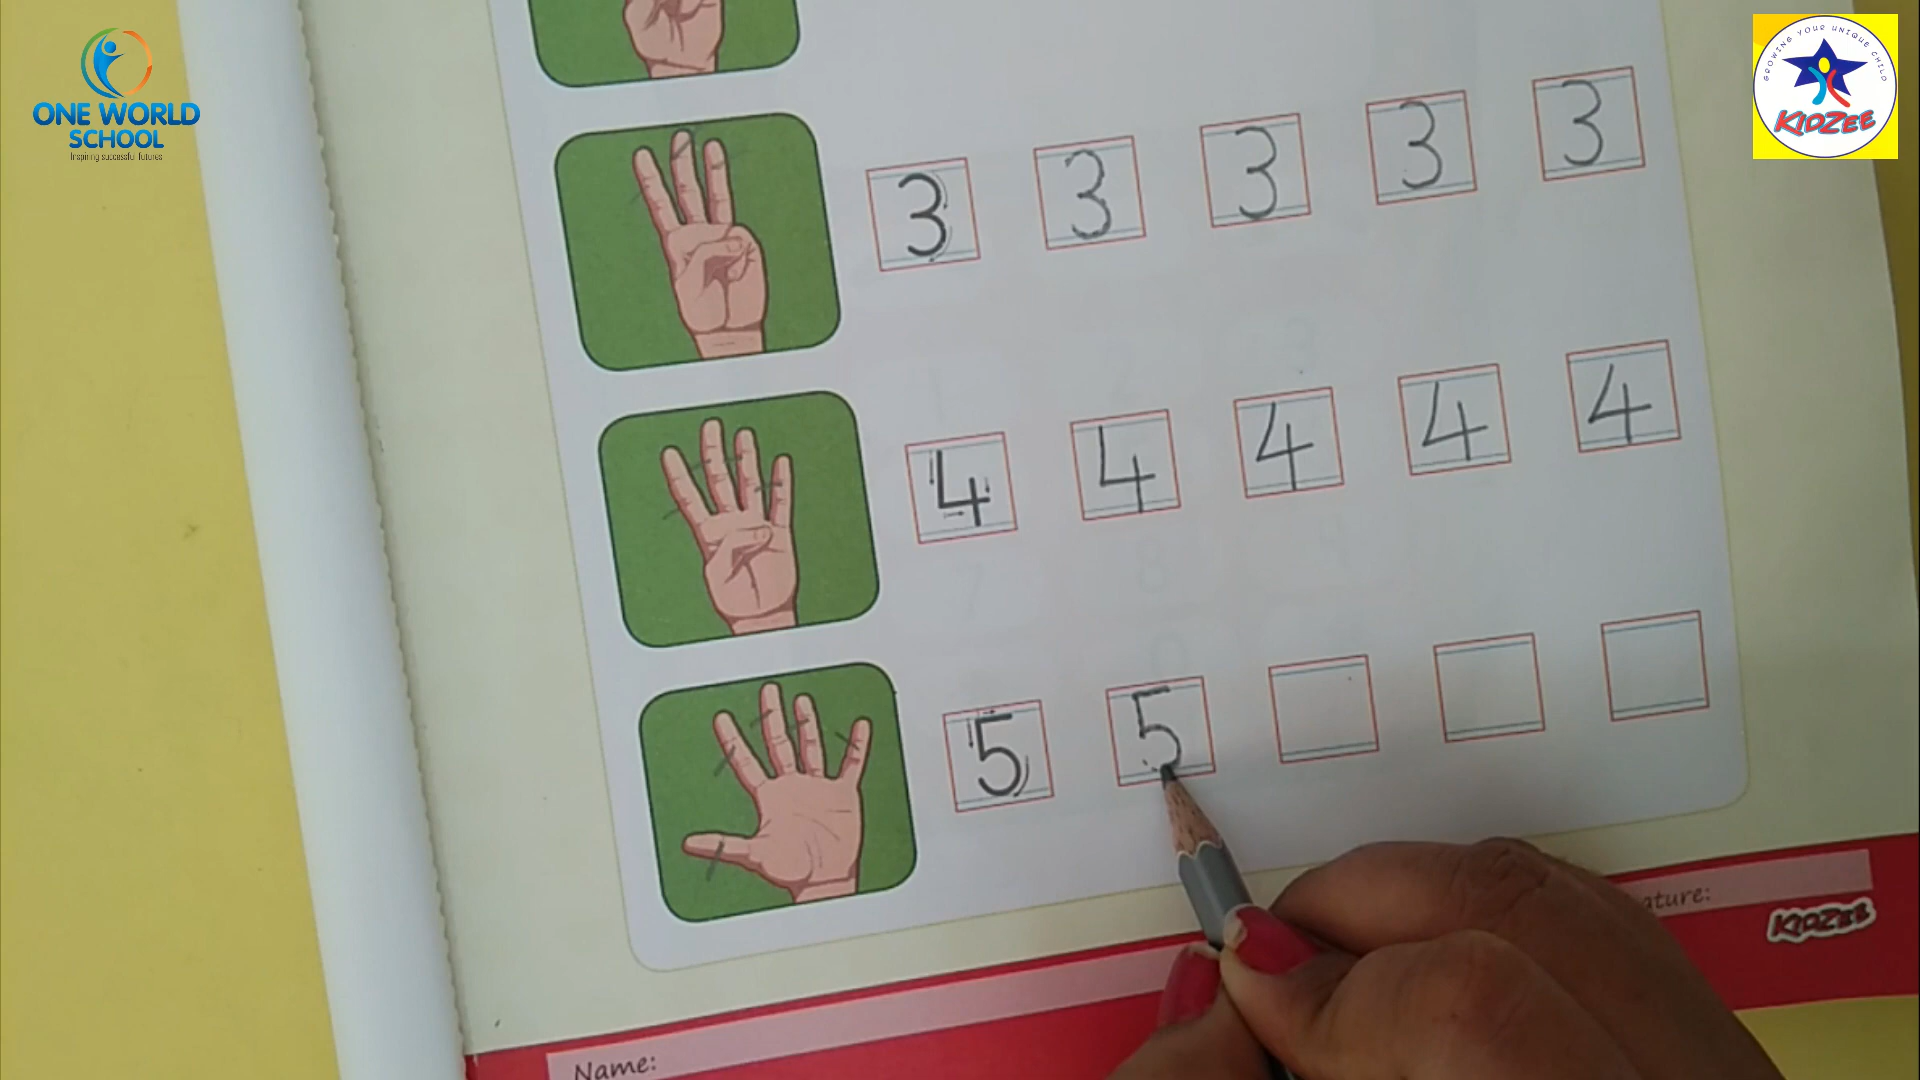 ONE WORLD
SCHOOL
Inspiring successful futures
GROWING YOUR UNIQUE CHILD
KIDZEE
3 3 3 3 3
4 4 4 4 4
5 5
ature:
KIDZEE
Name: